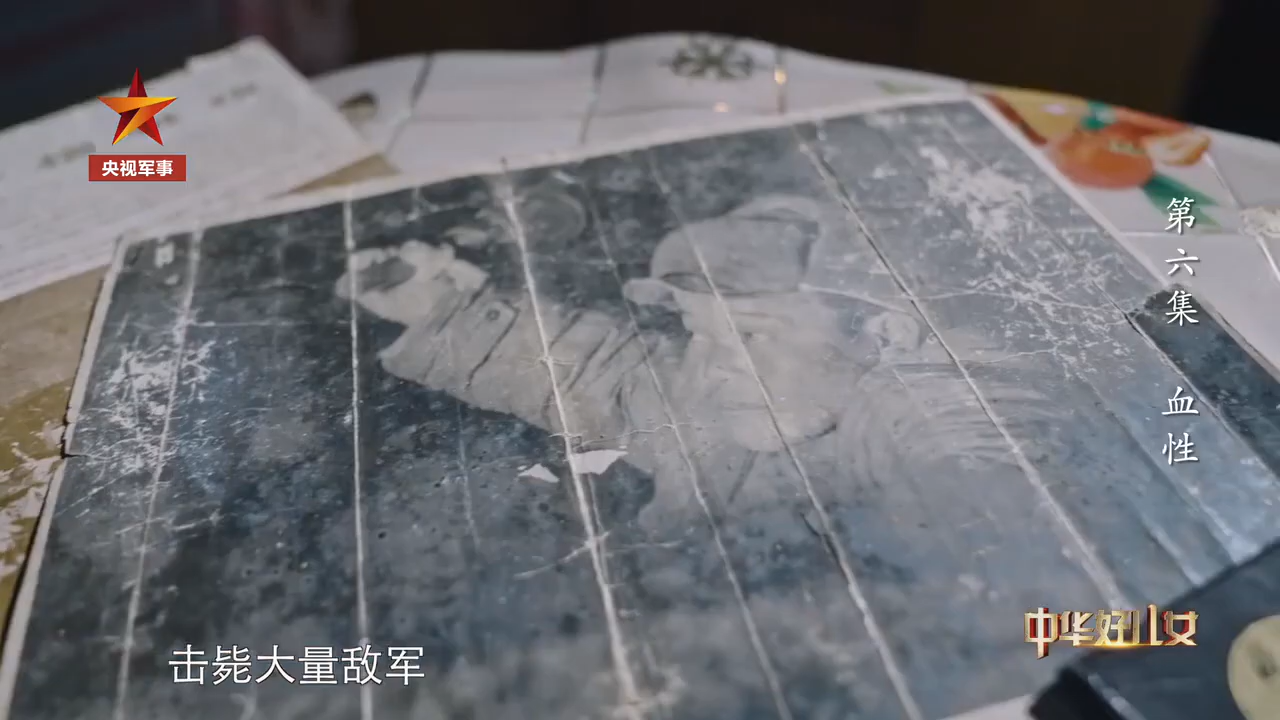 央视军事
第六集 血性
中华好儿女
击毙大量敌军